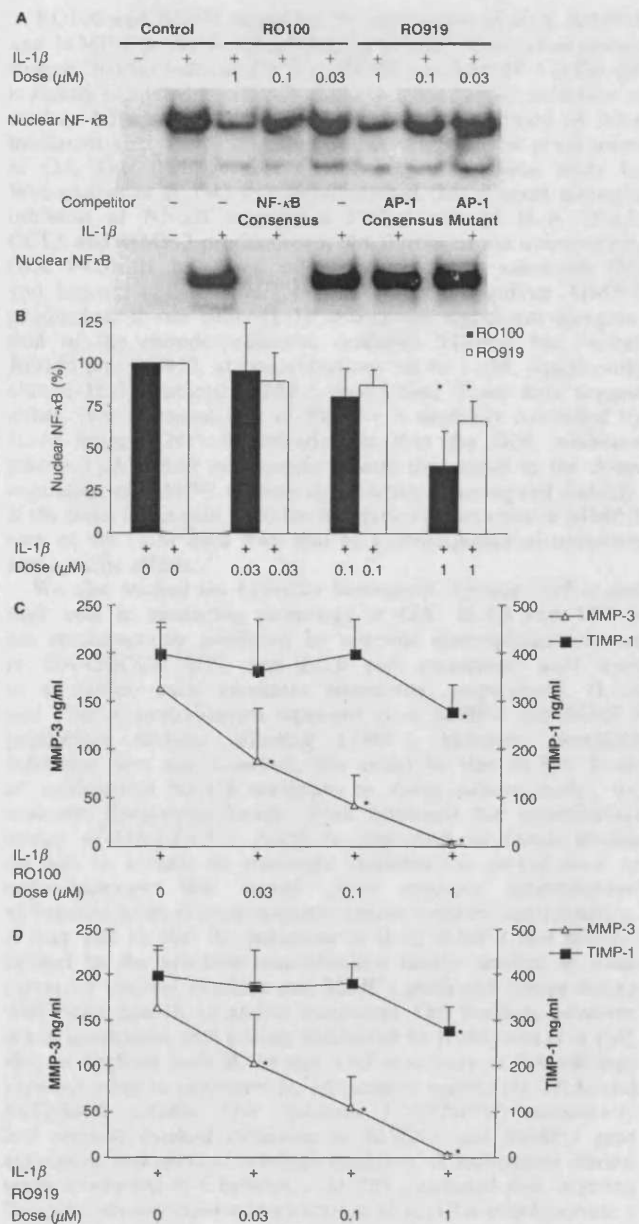 A
Control RO100 RO919
IL-1β – + + + + + + +
Dose (μM) 1 0.1 0.03 1 0.1 0.03
Nuclear NF-κB
Competitor – – NF-κB – AP-1 AP-1
Consensus Consensus Mutant
IL-1β – + + + + +
Nuclear NFκB
B
125
100
75
50
25
0
Nuclear NF-κB (%)
RO100
RO919
* *
IL-1β + + + + + + + +
Dose (μM) 0 0 0.03 0.03 0.1 0.1 1 1
C
250 500
200 400
150 300
100 200
50 100
0 0
MMP-3 ng/ml
TIMP-1 ng/ml
MMP-3
TIMP-1
* * *
IL-1β + + + +
RO100
Dose (μM) 0 0.03 0.1 1
D
250 500
200 400
150 300
100 200
50 100
0 0
MMP-3 ng/ml
TIMP-1 ng/ml
MMP-3
TIMP-1
* * *
IL-1β + + + +
RO919
Dose (μM) 0 0.03 0.1 1